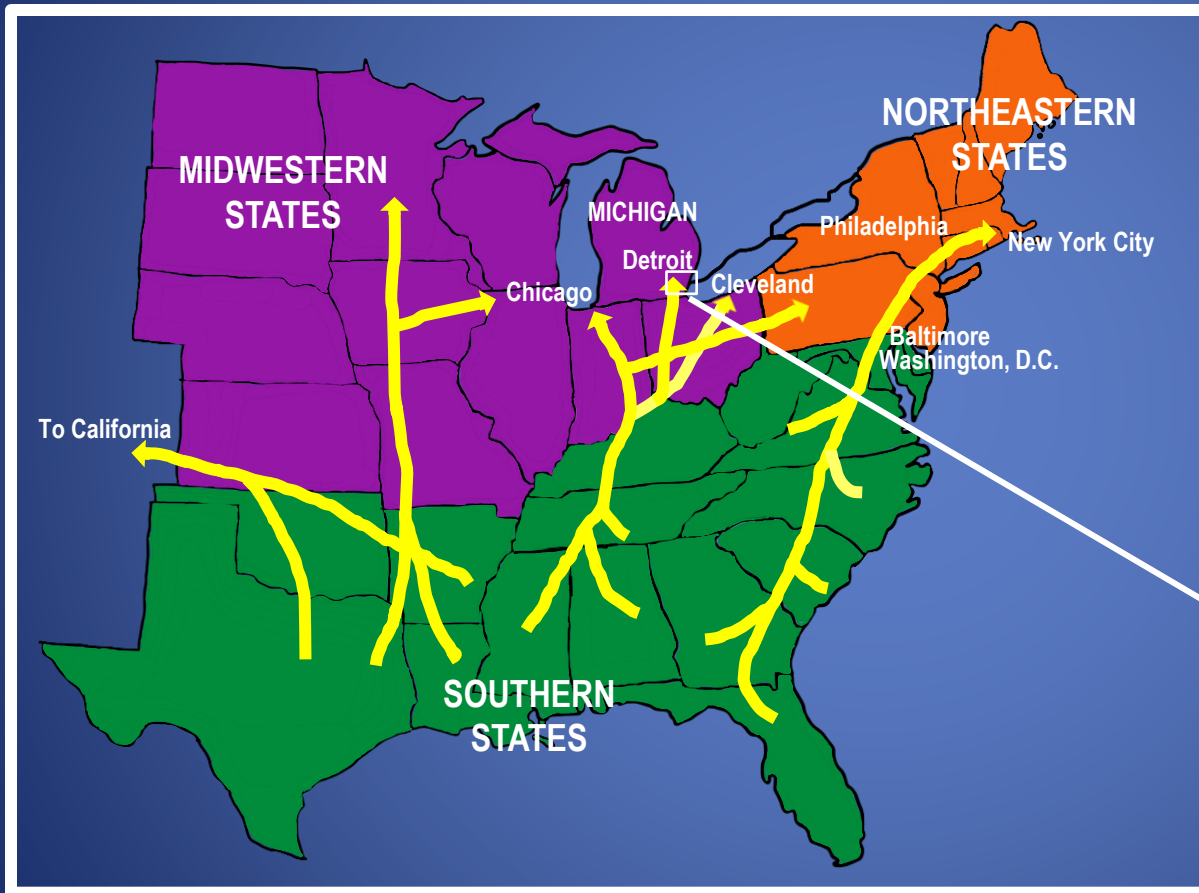 NORTHEASTERN
STATES
MIDWESTERN
STATES
MICHIGAN
Philadelphia
New York City
Detroit
Cleveland
Chicago
Baltimore
Washington, D.C.
To California
SOUTHERN
STATES